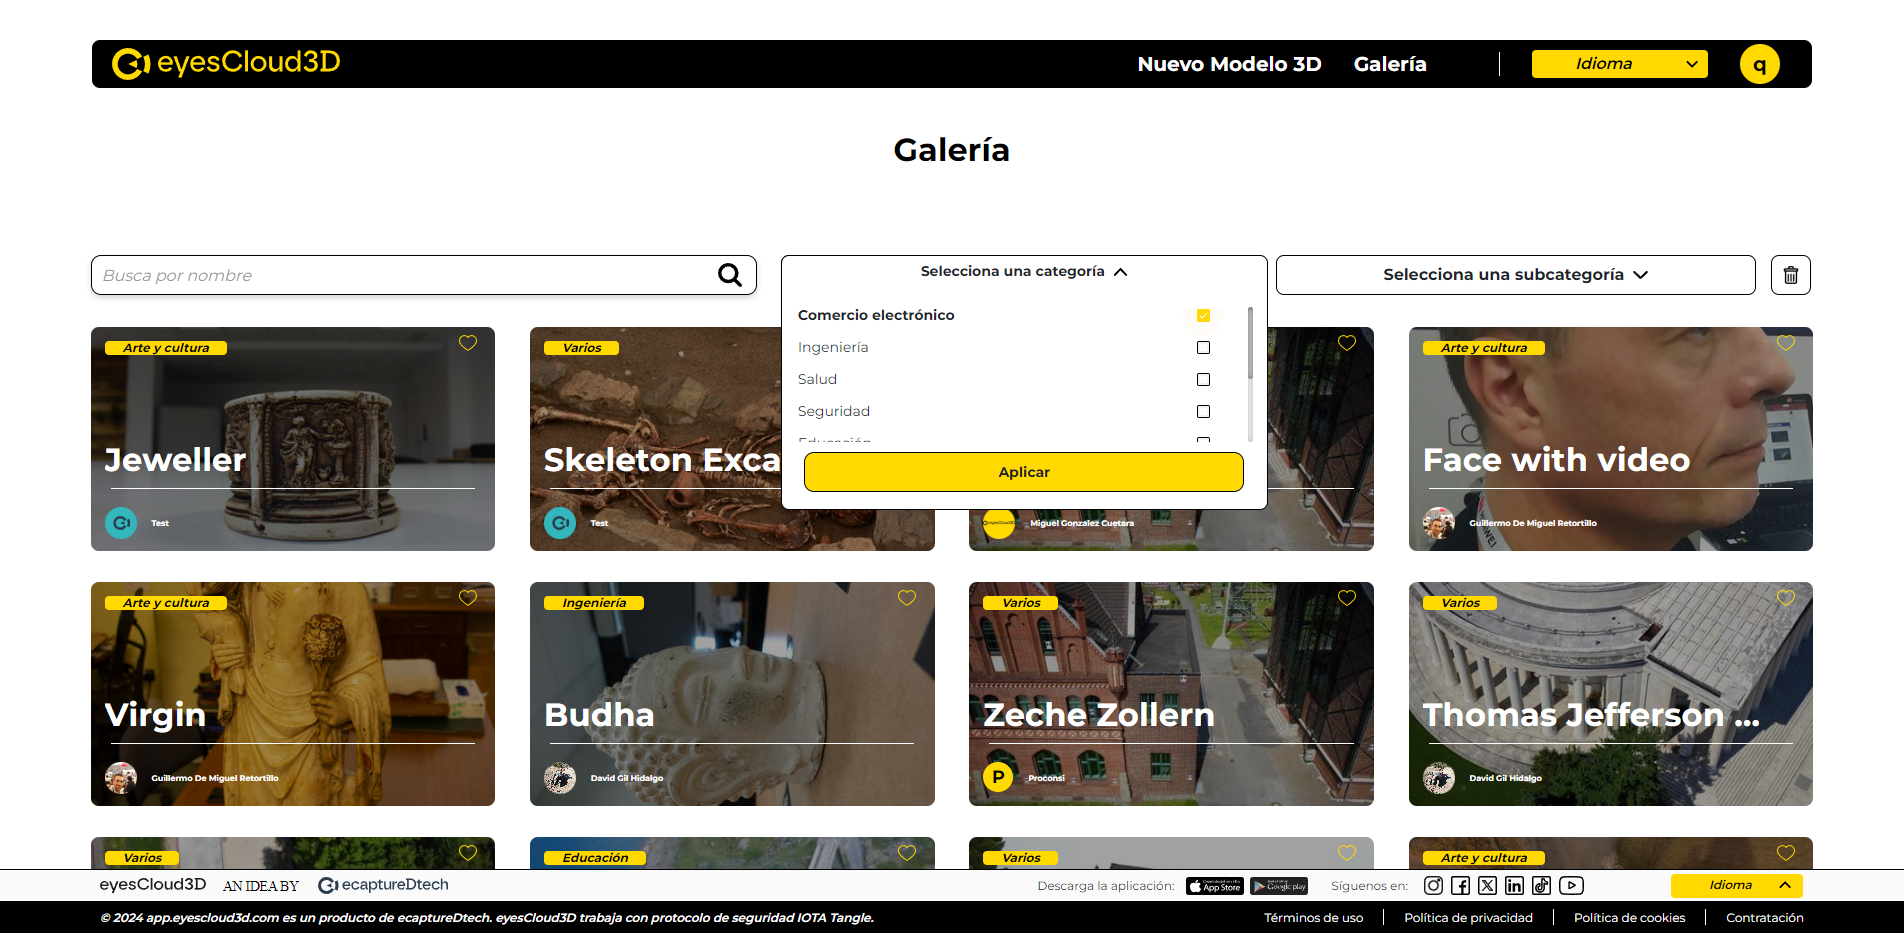 eyesCloud3D
Nuevo Modelo 3D
Galería
Idioma
q
Galería
Busca por nombre
Selecciona una categoría
Comercio electrónico
Ingeniería
Salud
Seguridad
Educación
Aplicar
Selecciona una subcategoría
Arte y cultura
Jeweller
Test
Varios
Skeleton Exca
Test
eyesCloud3D
Miguel Gonzalez Cuetara
Arte y cultura
Face with video
Guillermo De Miguel Retortillo
Arte y cultura
Virgin
Guillermo De Miguel Retortillo
Ingeniería
Budha
David Gil Hidalgo
Varios
Zeche Zollern
P
Proconsi
Varios
Thomas Jefferson ...
David Gil Hidalgo
Varios
Educación
Varios
Arte y cultura
eyesCloud3D AN IDEA BY ecaptureDtech
Descarga la aplicación:
App Store
Google play
Síguenos en:
Idioma
© 2024 app.eyescloud3d.com es un producto de ecaptureDtech. eyesCloud3D trabaja con protocolo de seguridad IOTA Tangle.
Términos de uso
Política de privacidad
Política de cookies
Contratación